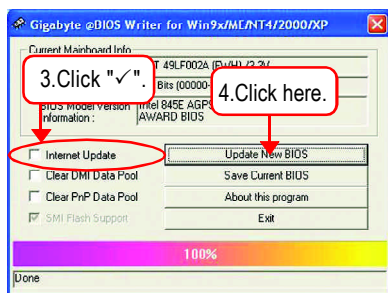 Gigabyte @BIOS Writer for Win9x/ME/NT4/2000/XP
Current Mainboard Info
T 49LF002A (FWH) /3.3V
3.Click "✓".
Bits (00000-
4.Click here.
BIOS Model Version Information :
Intel 845E AGPS
AWARD BIOS
Internet Update
Update New BIOS
Clear DMI Data Pool
Save Current BIOS
Clear PnP Data Pool
About this program
SMI Flash Support
Exit
100%
Done